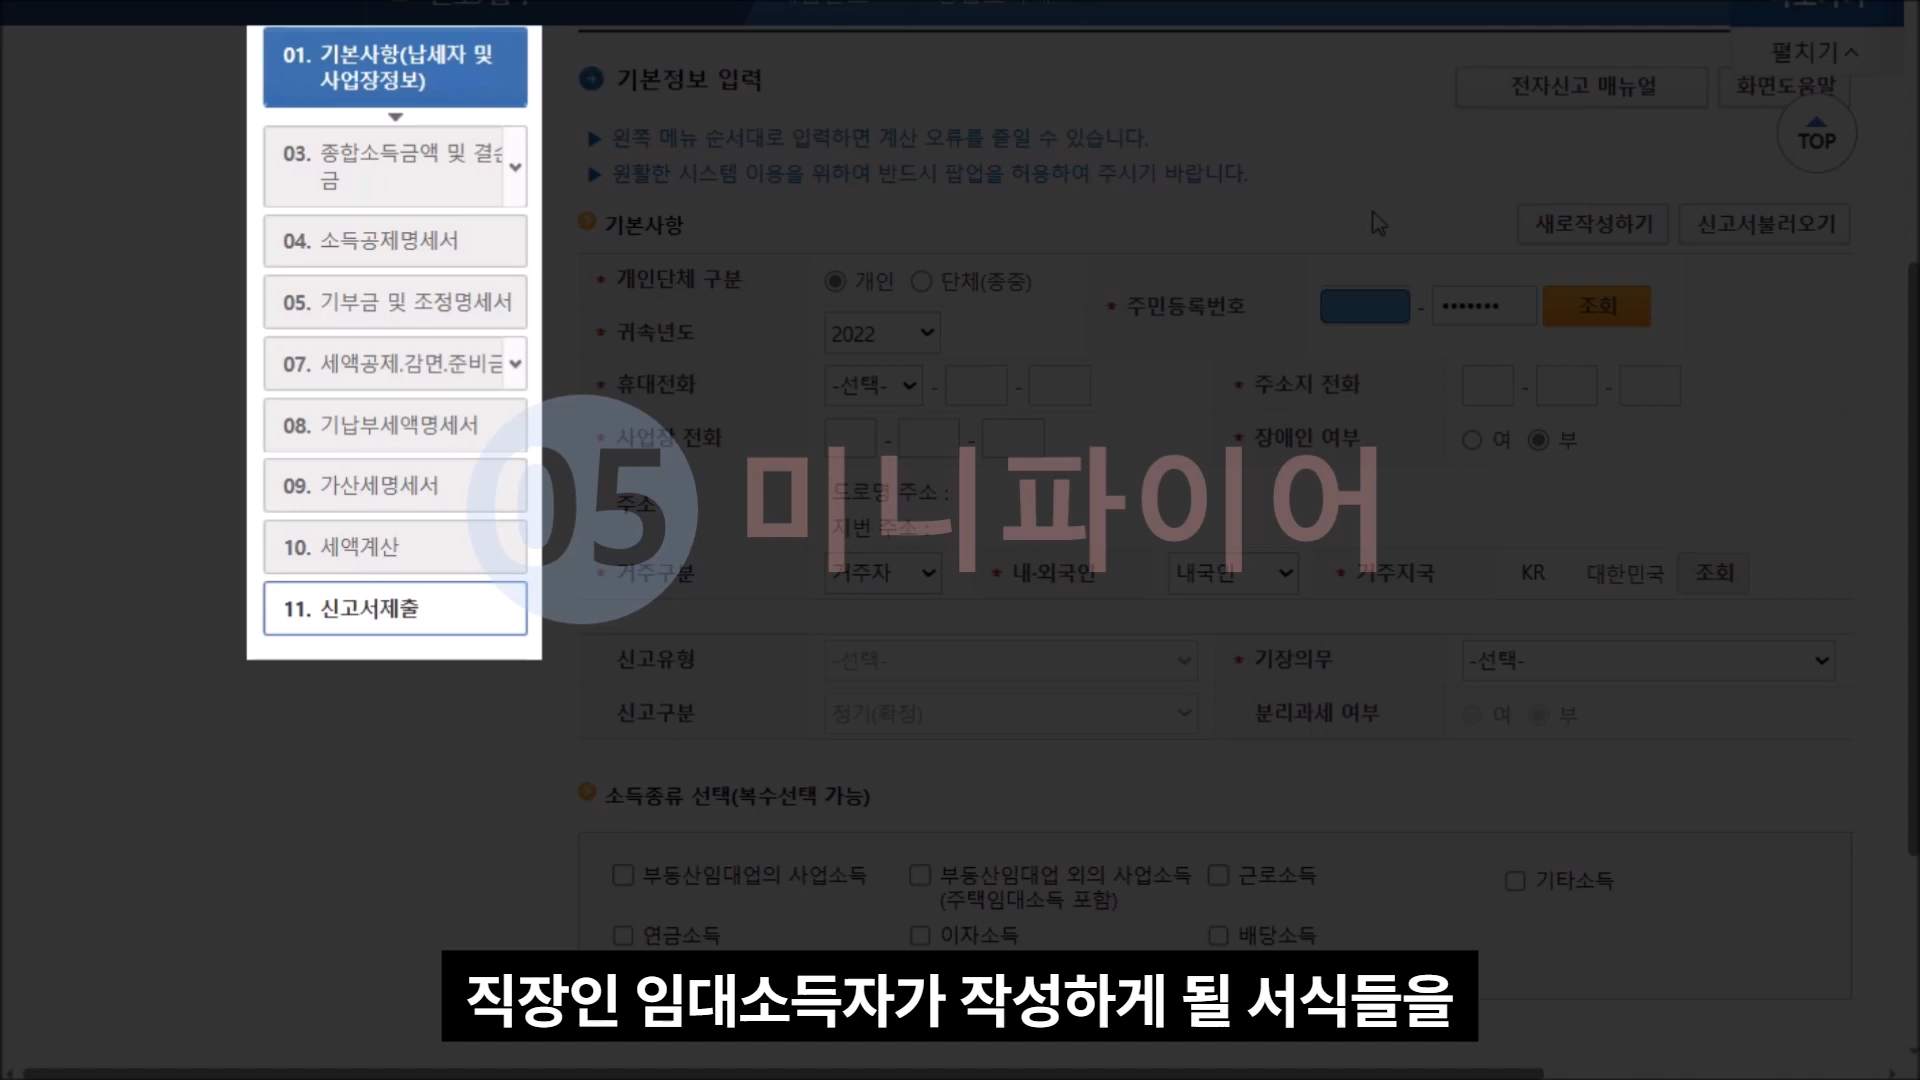 01. 기본사항(납세자 및
사업장정보)
03. 종합소득금액 및 결손
금
04. 소득공제명세서
05. 기부금 및 조정명세서
07. 세액공제.감면.준비금
08. 기납부세액명세서
09. 가산세명세서
10. 세액계산
11. 신고서제출
펼치기
기본정보 입력
전자신고 매뉴얼
화면도움말
TOP
왼쪽 메뉴 순서대로 입력하면 계산 오류를 줄일 수 있습니다.
원활한 시스템 이용을 위하여 반드시 팝업을 허용하여 주시기 바랍니다.
기본사항
새로작성하기
신고서불러오기
* 개인단체 구분
개인
단체(종중)
* 주민등록번호
- •••••••
조회
* 귀속년도
2022
* 휴대전화
-선택- - -
* 주소지 전화
- -
* 사업장 전화
- -
* 장애인 여부
여
부
주소
도로명 주소 :
지번 주소 :
05 미니파이어
* 거주구분
거주자
* 내·외국인
내국인
* 거주지국
KR 대한민국
조회
신고유형
-선택-
* 기장의무
-선택-
신고구분
정기(확정)
분리과세 여부
여
부
소득종류 선택(복수선택 가능)
부동산임대업의 사업소득
부동산임대업 외의 사업소득
(주택임대소득 포함)
근로소득
기타소득
연금소득
이자소득
배당소득
직장인 임대소득자가 작성하게 될 서식들을